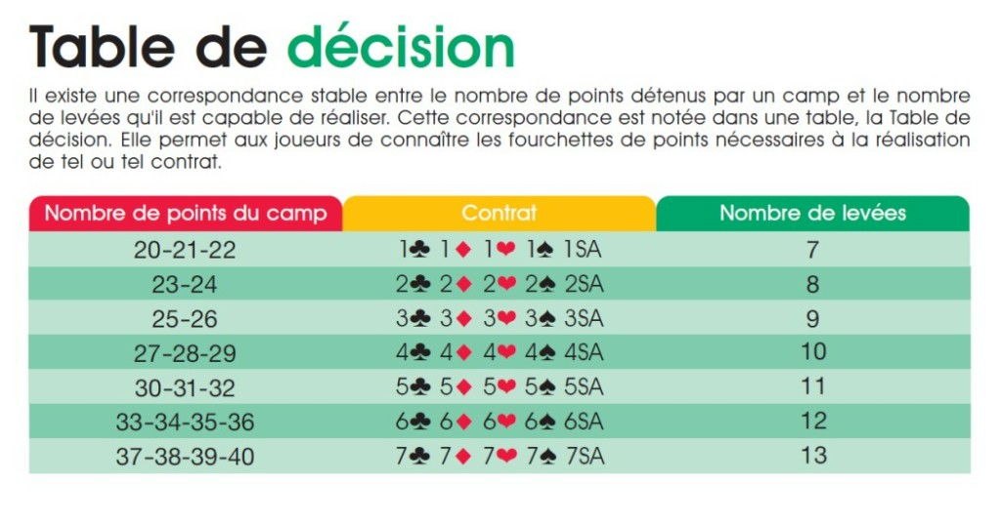 Table de décision
Il existe une correspondance stable entre le nombre de points détenus par un camp et le nombre
de levées qu'il est capable de réaliser. Cette correspondance est notée dans une table, la Table de
décision. Elle permet aux joueurs de connaître les fourchettes de points nécessaires à la réalisation
de tel ou tel contrat.
Nombre de points du camp Contrat Nombre de levées
20-21-22 1♣ 1♦ 1♥ 1♠ 1SA 7
23-24 2♣ 2♦ 2♥ 2♠ 2SA 8
25-26 3♣ 3♦ 3♥ 3♠ 3SA 9
27-28-29 4♣ 4♦ 4♥ 4♠ 4SA 10
30-31-32 5♣ 5♦ 5♥ 5♠ 5SA 11
33-34-35-36 6♣ 6♦ 6♥ 6♠ 6SA 12
37-38-39-40 7♣ 7♦ 7♥ 7♠ 7SA 13